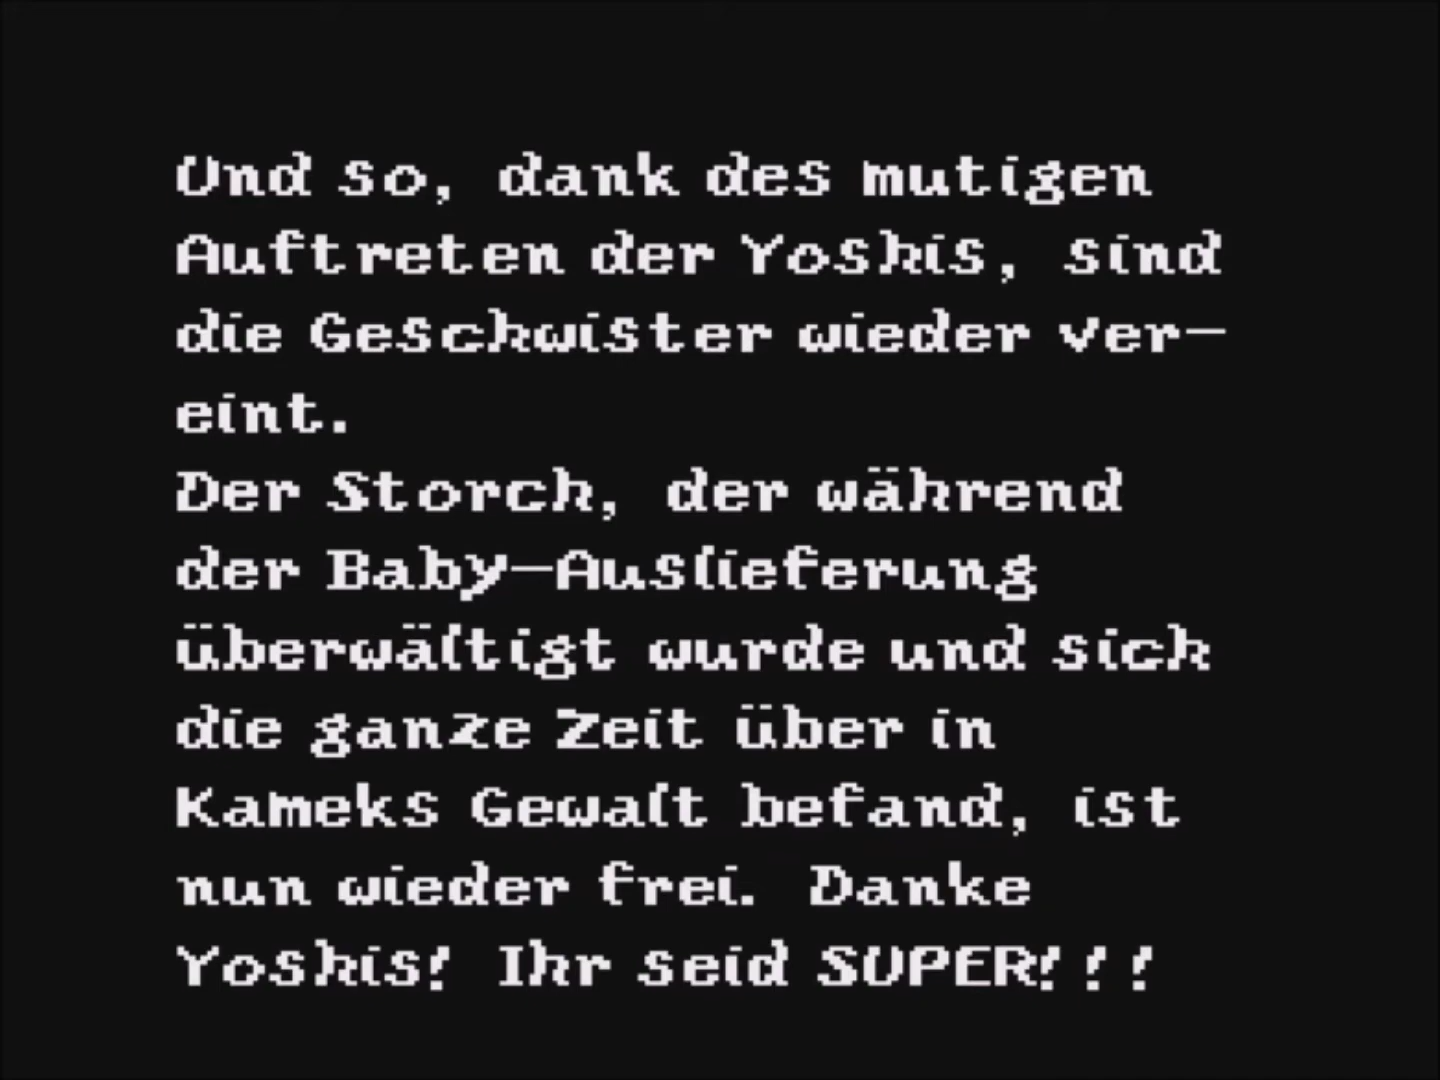 Und so, dank des mutigen
Auftreten der Yoshis, sind
die Geschwister wieder ver-
eint.
Der Storch, der während
der Baby-Auslieferung
überwältigt wurde und sich
die ganze Zeit über in
Kameks Gewalt befand, ist
nun wieder frei. Danke
Yoshis! Ihr seid SUPER!!!